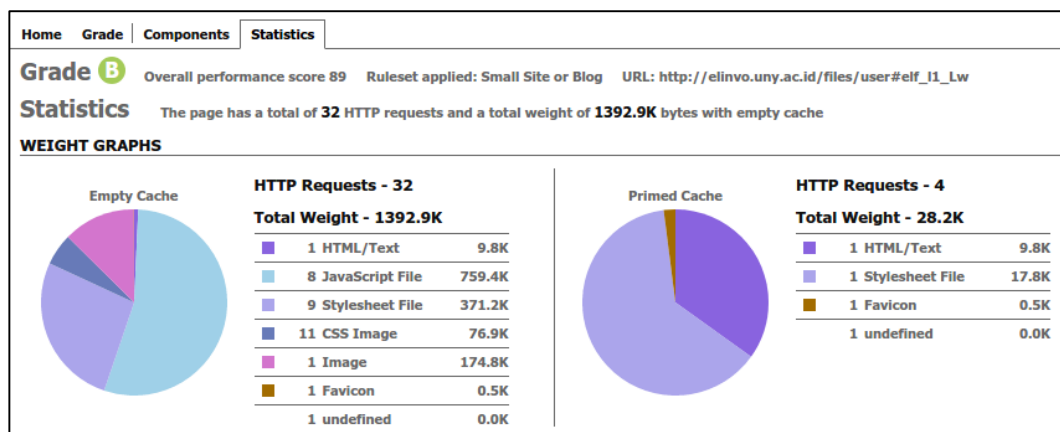 Home Grade Components Statistics
Grade B Overall performance score 89 Ruleset applied: Small Site or Blog URL: http://elinvo.uny.ac.id/files/user#elf_l1_Lw
Statistics The page has a total of 32 HTTP requests and a total weight of 1392.9K bytes with empty cache
WEIGHT GRAPHS
Empty Cache
HTTP Requests - 32
Total Weight - 1392.9K
1 HTML/Text 9.8K
8 JavaScript File 759.4K
9 Stylesheet File 371.2K
11 CSS Image 76.9K
1 Image 174.8K
1 Favicon 0.5K
1 undefined 0.0K
Primed Cache
HTTP Requests - 4
Total Weight - 28.2K
1 HTML/Text 9.8K
1 Stylesheet File 17.8K
1 Favicon 0.5K
1 undefined 0.0K